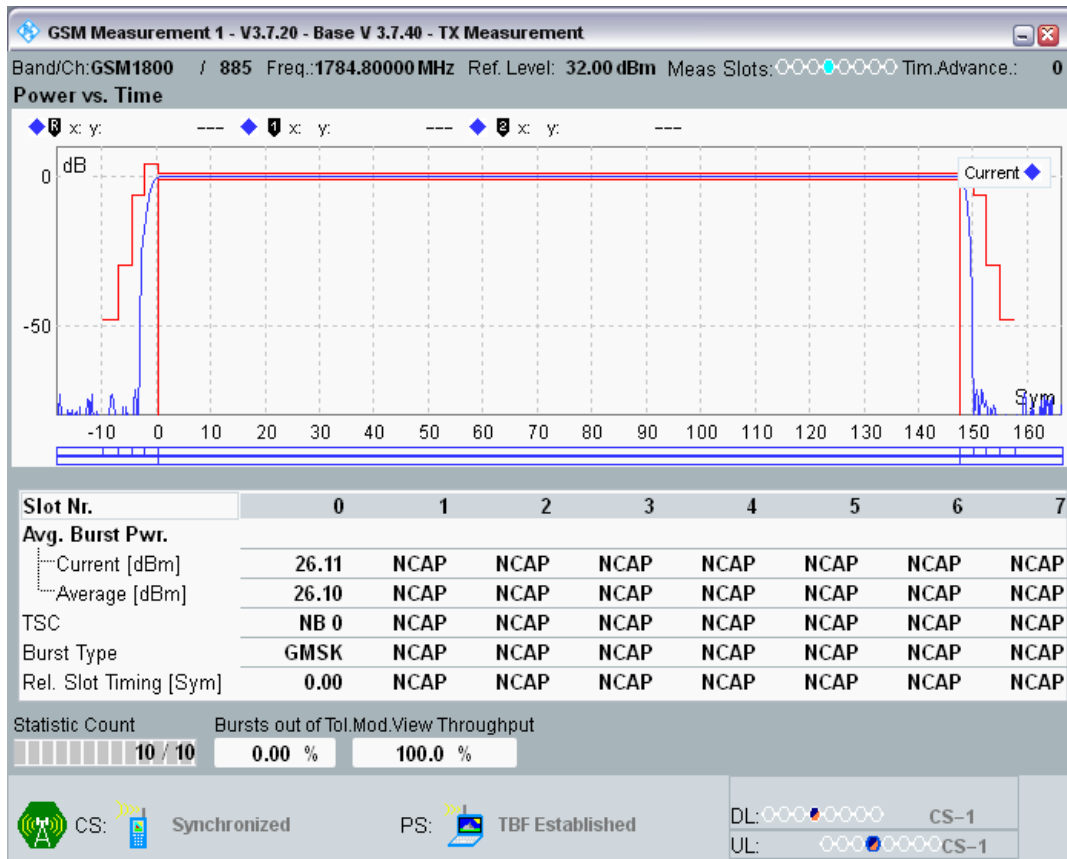 GSM Measurement 1 - V3.7.20 - Base V 3.7.40 - TX Measurement
Band/Ch:GSM1800 / 885 Freq.:1784.80000 MHz Ref. Level: 32.00 dBm Meas Slots: Tim.Advance.: 0
Power vs. Time
R x: y: --- 1 x: y: --- 2 x: y: ---
dB
Current
0
-50
Sym
-10 0 10 20 30 40 50 60 70 80 90 100 110 120 130 140 150 160
Slot Nr. 0 1 2 3 4 5 6 7
Avg. Burst Pwr.
Current [dBm] 26.11 NCAP NCAP NCAP NCAP NCAP NCAP NCAP
Average [dBm] 26.10 NCAP NCAP NCAP NCAP NCAP NCAP NCAP
TSC NB 0 NCAP NCAP NCAP NCAP NCAP NCAP NCAP
Burst Type GMSK NCAP NCAP NCAP NCAP NCAP NCAP NCAP
Rel. Slot Timing [Sym] 0.00 NCAP NCAP NCAP NCAP NCAP NCAP NCAP
Statistic Count Bursts out of Tol.Mod.View Throughput
10 / 10 0.00 % 100.0 %
CS: Synchronized PS: TBF Established
DL: CS-1
UL: CS-1